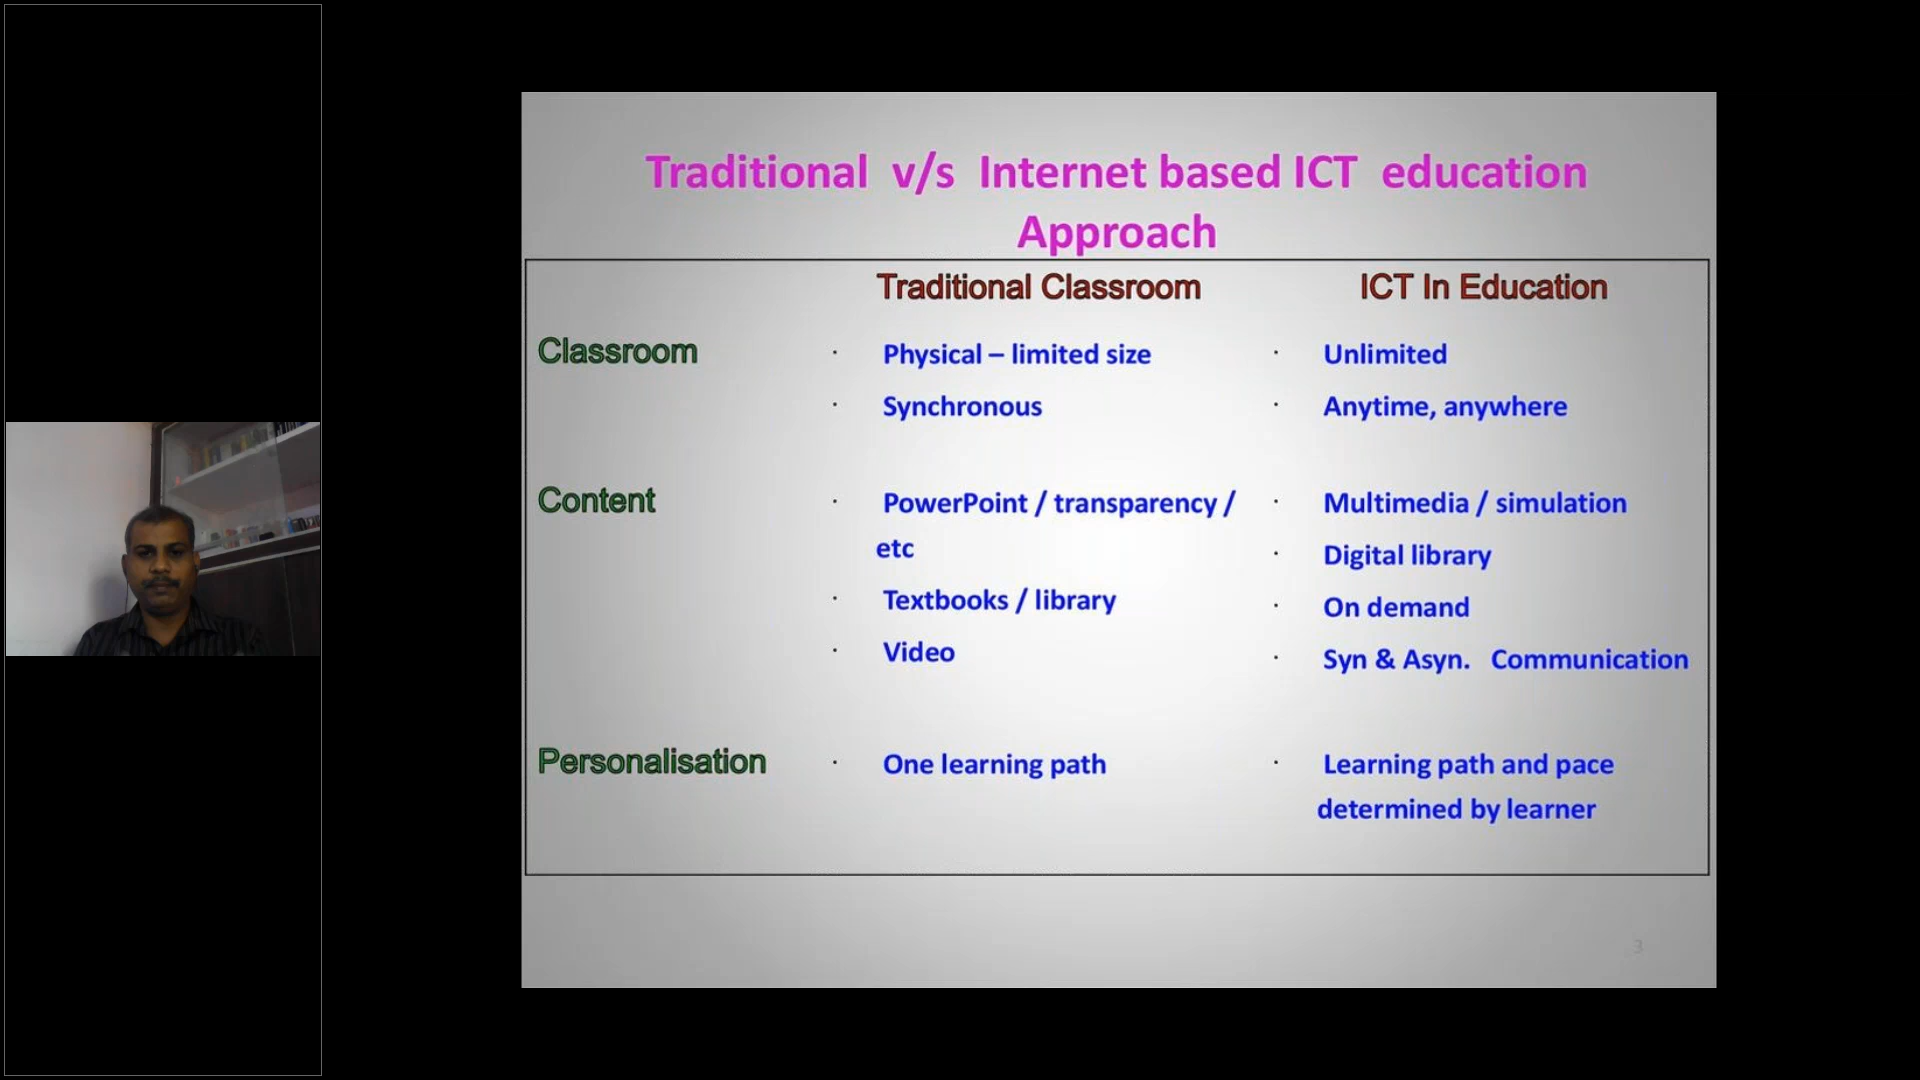 Traditional v/s Internet based ICT education
Approach
Traditional Classroom ICT In Education
Classroom · Physical – limited size · Unlimited
· Synchronous · Anytime, anywhere
Content · PowerPoint / transparency / · Multimedia / simulation
etc
· Digital library
· Textbooks / library · On demand
· Video · Syn & Asyn. Communication
Personalisation · One learning path · Learning path and pace
determined by learner
3